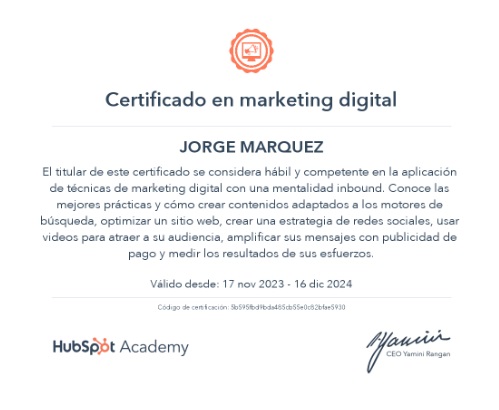 Certificado en marketing digital
JORGE MARQUEZ
El titular de este certificado se considera hábil y competente en la aplicación
de técnicas de marketing digital con una mentalidad inbound. Conoce las
mejores prácticas y cómo crear contenidos adaptados a los motores de
búsqueda, optimizar un sitio web, crear una estrategia de redes sociales, usar
videos para atraer a su audiencia, amplificar sus mensajes con publicidad de
pago y medir los resultados de sus esfuerzos.
Válido desde: 17 nov 2023 - 16 dic 2024
Código de certificación:
HubSpot Academy
CEO Yamini Rangan